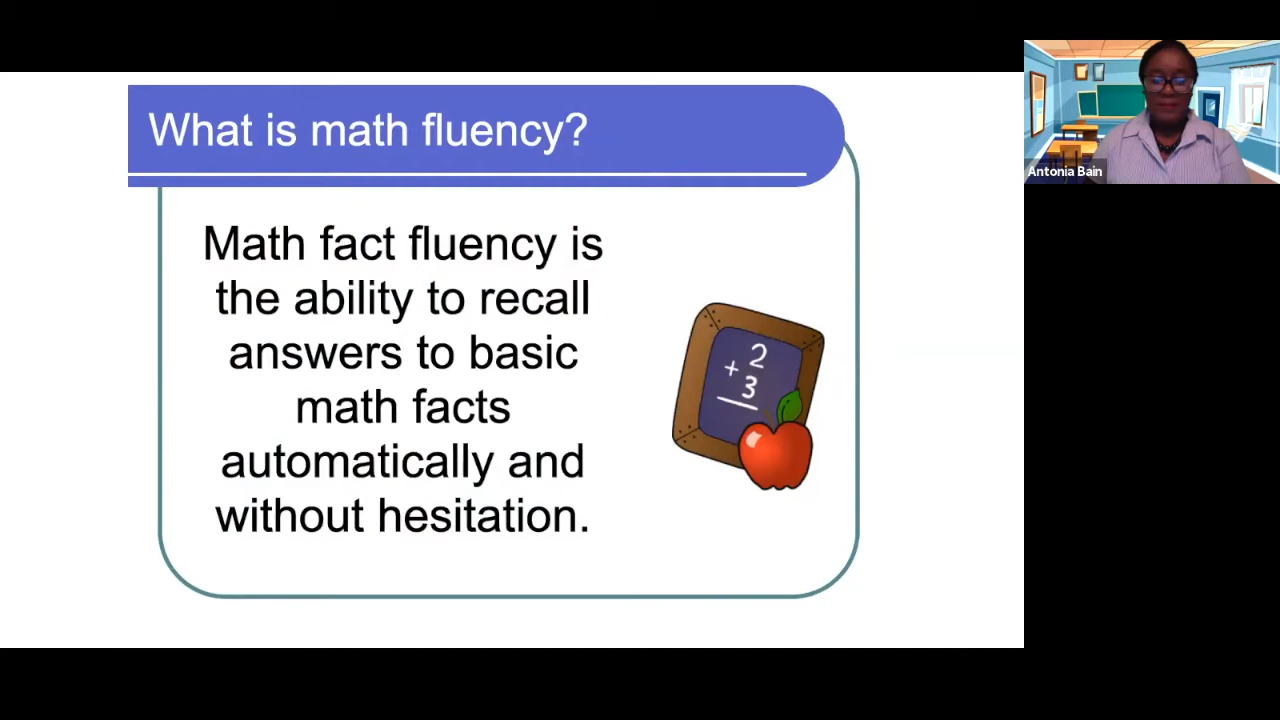 What is math fluency?
Math fact fluency is
the ability to recall
answers to basic
math facts
automatically and
without hesitation.
2
+ 3
Antonia Bain